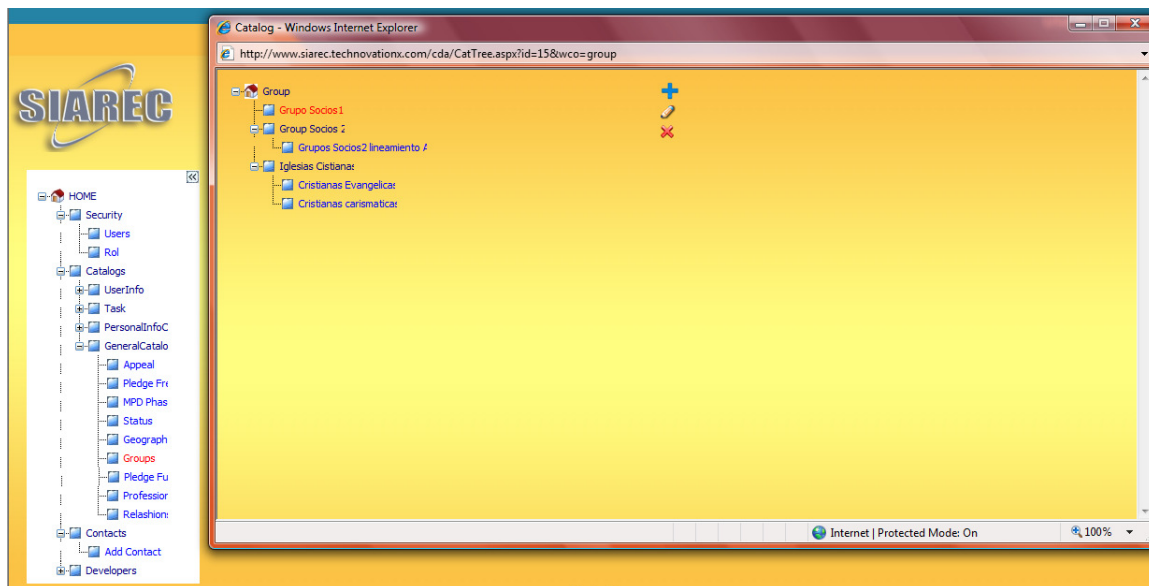 Catalog - Windows Internet Explorer
http://www.siarec.technovationx.com/cda/CatTree.aspx?id=15&wco=group
SIAREC
Group
Grupo Socios1
Group Socios 2
Grupos Socios2 lineamiento A
Iglesias Cistianas
Cristianas Evangelicas
Cristianas carismaticas
HOME
Security
Users
Rol
Catalogs
UserInfo
Task
PersonalInfoC
GeneralCatalo
Appeal
Pledge Fre
MPD Phas
Status
Geograph
Groups
Pledge Fu
Profession
Relashion
Contacts
Add Contact
Developers
Internet | Protected Mode: On
100%